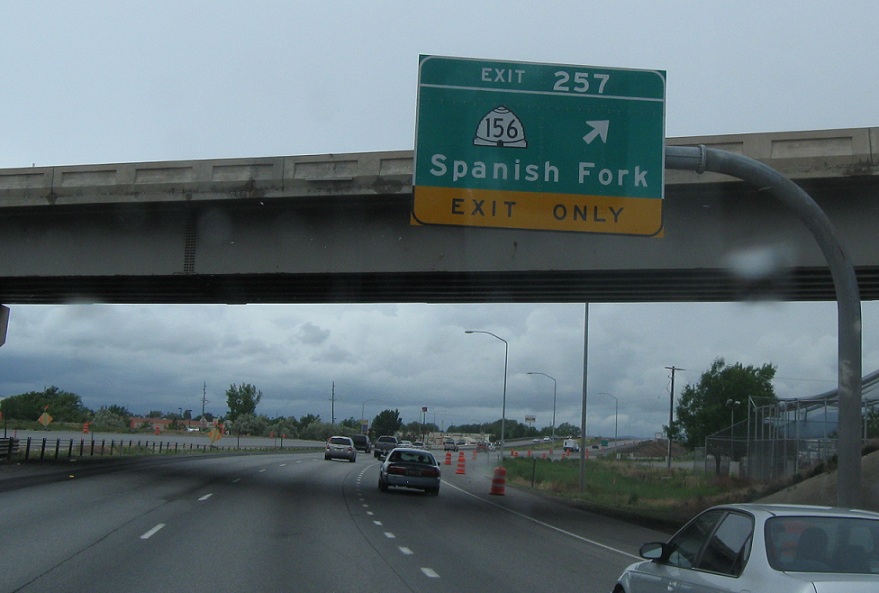 EXIT 257
156
Spanish Fork
EXIT ONLY